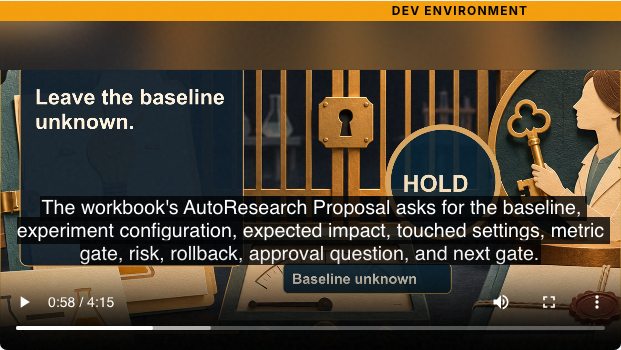 DEV ENVIRONMENT
Leave the baseline
unknown.
HOLD
The workbook's AutoResearch Proposal asks for the baseline,
experiment configuration, expected impact, touched settings, metric
gate, risk, rollback, approval question, and next gate.
Baseline unknown
0:58 / 4:15